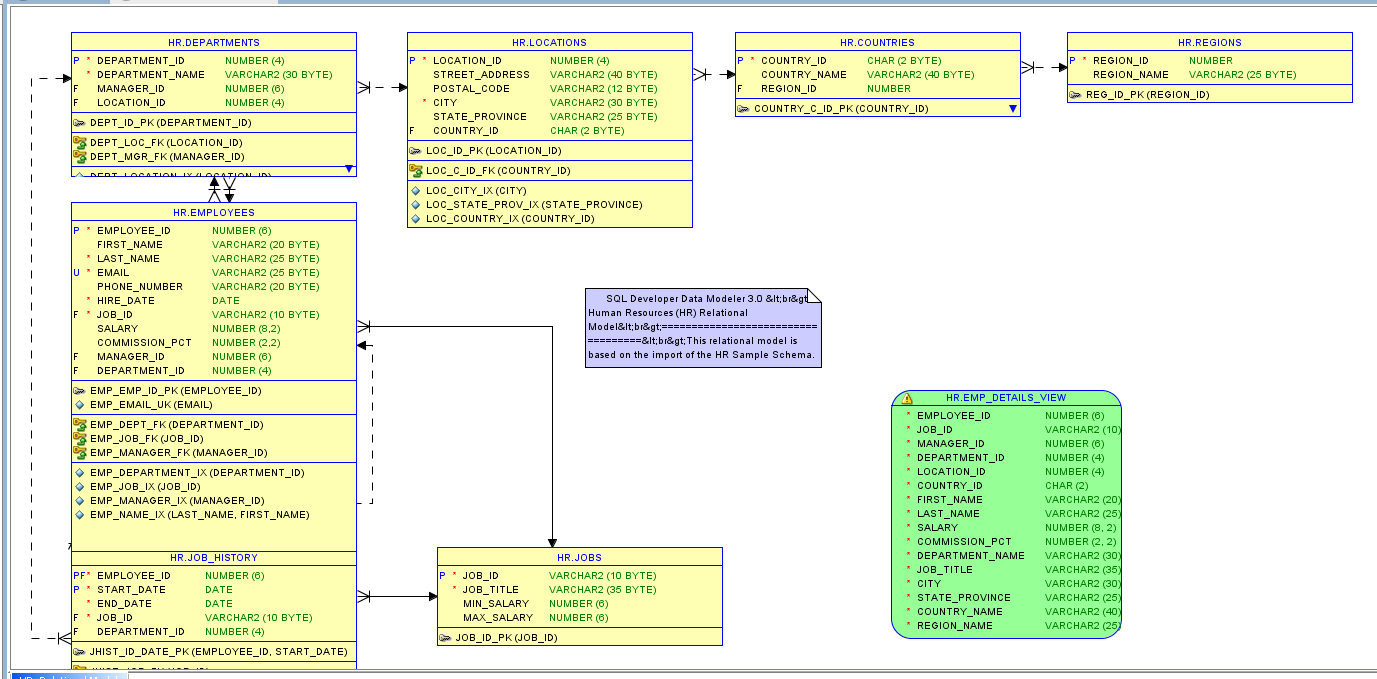 HR.DEPARTMENTS
P * DEPARTMENT_ID NUMBER (4)
* DEPARTMENT_NAME VARCHAR2 (30 BYTE)
F MANAGER_ID NUMBER (6)
F LOCATION_ID NUMBER (4)
DEPT_ID_PK (DEPARTMENT_ID)
DEPT_LOC_FK (LOCATION_ID)
DEPT_MGR_FK (MANAGER_ID)
DEPT_LOCATION_IX (LOCATION_ID)
HR.LOCATIONS
P * LOCATION_ID NUMBER (4)
STREET_ADDRESS VARCHAR2 (40 BYTE)
POSTAL_CODE VARCHAR2 (12 BYTE)
* CITY VARCHAR2 (30 BYTE)
STATE_PROVINCE VARCHAR2 (25 BYTE)
F COUNTRY_ID CHAR (2 BYTE)
LOC_ID_PK (LOCATION_ID)
LOC_C_ID_FK (COUNTRY_ID)
LOC_CITY_IX (CITY)
LOC_STATE_PROV_IX (STATE_PROVINCE)
LOC_COUNTRY_IX (COUNTRY_ID)
HR.COUNTRIES
P * COUNTRY_ID CHAR (2 BYTE)
COUNTRY_NAME VARCHAR2 (40 BYTE)
F REGION_ID NUMBER
COUNTRY_C_ID_PK (COUNTRY_ID)
HR.REGIONS
P * REGION_ID NUMBER
REGION_NAME VARCHAR2 (25 BYTE)
REG_ID_PK (REGION_ID)
HR.EMPLOYEES
P * EMPLOYEE_ID NUMBER (6)
FIRST_NAME VARCHAR2 (20 BYTE)
* LAST_NAME VARCHAR2 (25 BYTE)
U * EMAIL VARCHAR2 (25 BYTE)
PHONE_NUMBER VARCHAR2 (20 BYTE)
* HIRE_DATE DATE
F * JOB_ID VARCHAR2 (10 BYTE)
SALARY NUMBER (8,2)
COMMISSION_PCT NUMBER (2,2)
F MANAGER_ID NUMBER (6)
F DEPARTMENT_ID NUMBER (4)
EMP_EMP_ID_PK (EMPLOYEE_ID)
EMP_EMAIL_UK (EMAIL)
EMP_DEPT_FK (DEPARTMENT_ID)
EMP_JOB_FK (JOB_ID)
EMP_MANAGER_FK (MANAGER_ID)
EMP_DEPARTMENT_IX (DEPARTMENT_ID)
EMP_JOB_IX (JOB_ID)
EMP_MANAGER_IX (MANAGER_ID)
EMP_NAME_IX (LAST_NAME, FIRST_NAME)
SQL Developer Data Modeler 3.0 &lt;br&gt
Human Resources (HR) Relational
Model&lt;br&gt;==========================
=========&lt;br&gt;This relational model is
based on the import of the HR Sample Schema.
HR.EMP_DETAILS_VIEW
* EMPLOYEE_ID NUMBER (6)
* JOB_ID VARCHAR2 (10)
* MANAGER_ID NUMBER (6)
* DEPARTMENT_ID NUMBER (4)
* LOCATION_ID NUMBER (4)
* COUNTRY_ID CHAR (2)
* FIRST_NAME VARCHAR2 (20)
* LAST_NAME VARCHAR2 (25)
* SALARY NUMBER (8, 2)
* COMMISSION_PCT NUMBER (2, 2)
* DEPARTMENT_NAME VARCHAR2 (30)
* JOB_TITLE VARCHAR2 (35)
* CITY VARCHAR2 (30)
* STATE_PROVINCE VARCHAR2 (25)
* COUNTRY_NAME VARCHAR2 (40)
* REGION_NAME VARCHAR2 (25)
HR.JOB_HISTORY
PF* EMPLOYEE_ID NUMBER (6)
P * START_DATE DATE
* END_DATE DATE
F * JOB_ID VARCHAR2 (10 BYTE)
F DEPARTMENT_ID NUMBER (4)
JHIST_ID_DATE_PK (EMPLOYEE_ID, START_DATE)
HR.JOBS
P * JOB_ID VARCHAR2 (10 BYTE)
* JOB_TITLE VARCHAR2 (35 BYTE)
MIN_SALARY NUMBER (6)
MAX_SALARY NUMBER (6)
JOB_ID_PK (JOB_ID)